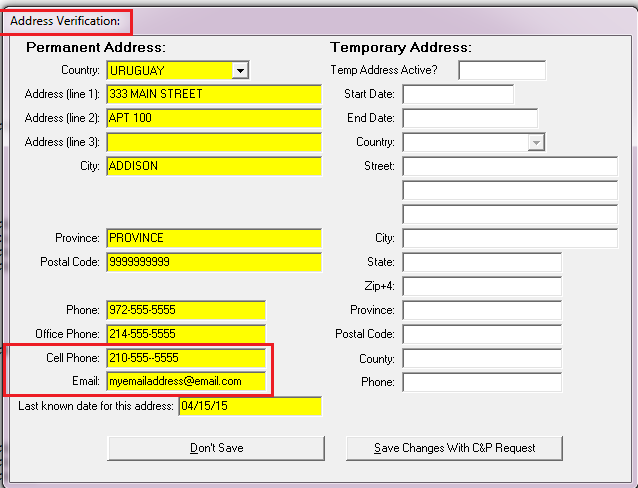 Address Verification:
Permanent Address:
Country: URUGUAY
Address (line 1): 333 MAIN STREET
Address (line 2): APT 100
Address (line 3):
City: ADDISON
Province: PROVINCE
Postal Code: 9999999999
Phone: 972-555-5555
Office Phone: 214-555-5555
Cell Phone: 210-555--5555
Email: myemailaddress@email.com
Last known date for this address: 04/15/15
Temporary Address:
Temp Address Active?
Start Date:
End Date:
Country:
Street:
City:
State:
Zip+4:
Province:
Postal Code:
County:
Phone:
Don't Save
Save Changes With C&P Request